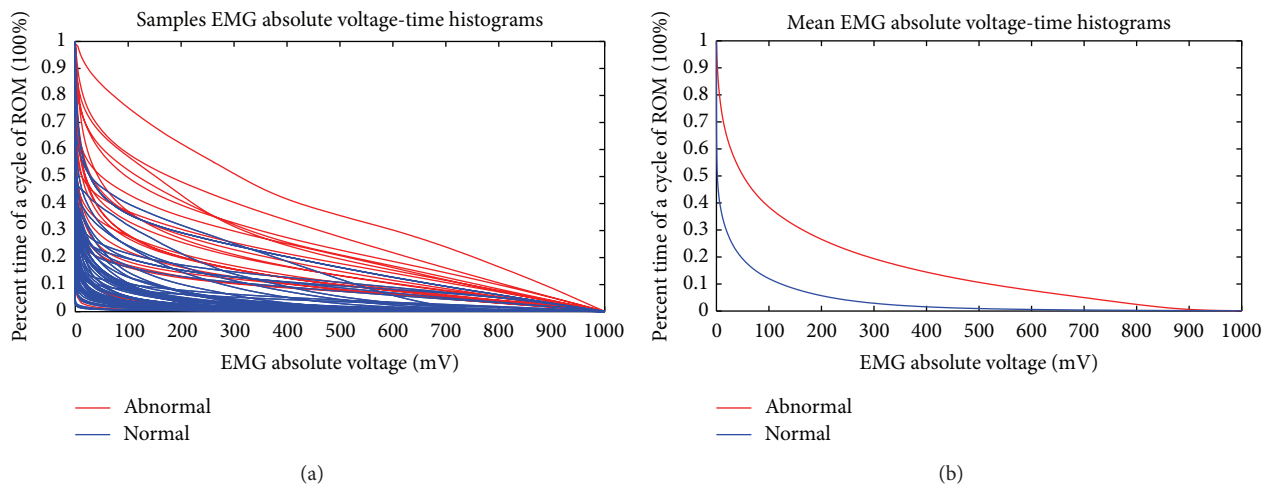 Samples EMG absolute voltage-time histograms
Percent time of a cycle of ROM (100%)
1
0.9
0.8
0.7
0.6
0.5
0.4
0.3
0.2
0.1
0
0 100 200 300 400 500 600 700 800 900 1000
EMG absolute voltage (mV)
Abnormal
Normal
(a)
Mean EMG absolute voltage-time histograms
Percent time of a cycle of ROM (100%)
1
0.9
0.8
0.7
0.6
0.5
0.4
0.3
0.2
0.1
0
0 100 200 300 400 500 600 700 800 900 1000
EMG absolute voltage (mV)
Abnormal
Normal
(b)